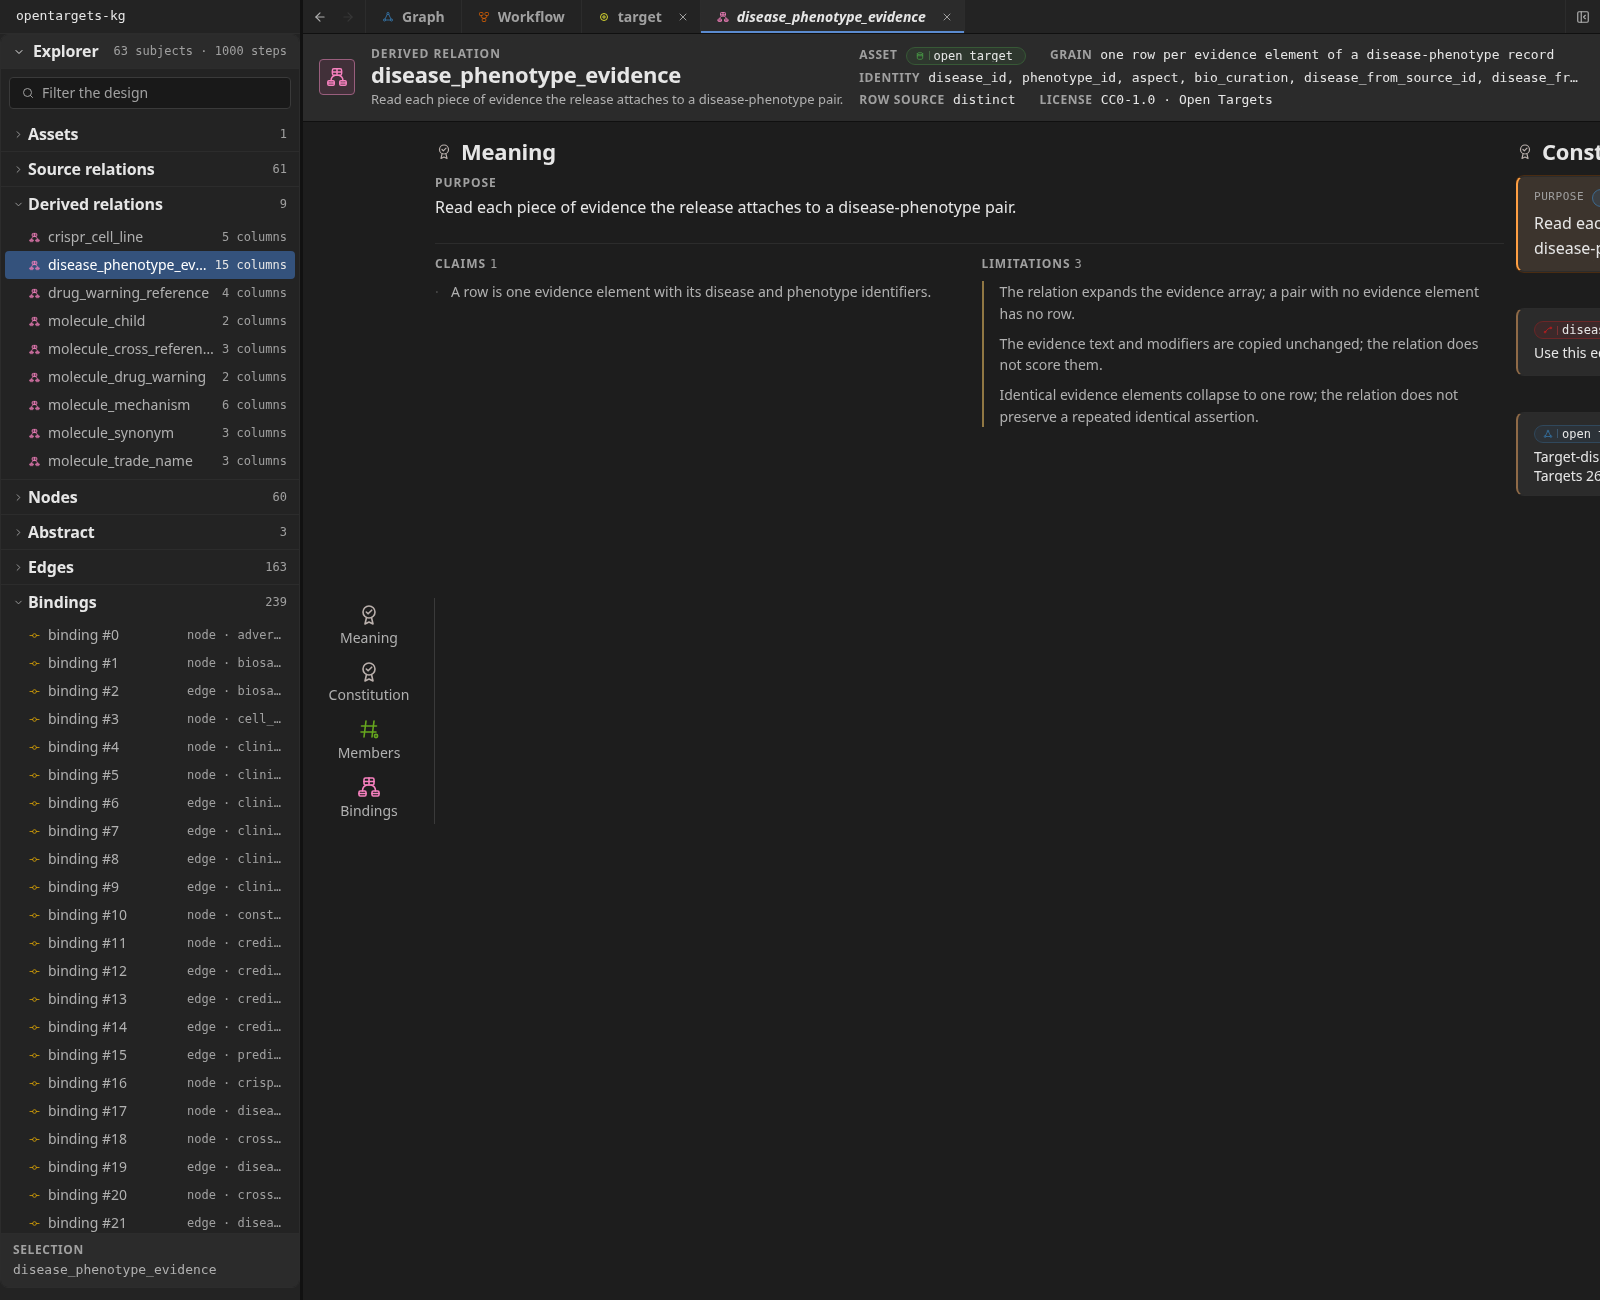 opentargets-kg
Explorer 63 subjects · 1000 steps
Filter the design
Assets 1
Source relations 61
Derived relations 9
crispr_cell_line 5 columns
disease_phenotype_ev... 15 columns
drug_warning_reference 4 columns
molecule_child 2 columns
molecule_cross_referen... 3 columns
molecule_drug_warning 2 columns
molecule_mechanism 6 columns
molecule_synonym 3 columns
molecule_trade_name 3 columns
Nodes 60
Abstract 3
Edges 163
Bindings 239
binding #0 node · adver…
binding #1 node · biosa…
binding #2 edge · biosa…
binding #3 node · cell_…
binding #4 node · clini…
binding #5 node · clini…
binding #6 edge · clini…
binding #7 edge · clini…
binding #8 edge · clini…
binding #9 edge · clini…
binding #10 node · const…
binding #11 node · credi…
binding #12 edge · credi…
binding #13 edge · credi…
binding #14 edge · credi…
binding #15 edge · predi…
binding #16 node · crisp…
binding #17 node · disea…
binding #18 node · cross…
binding #19 edge · disea…
binding #20 node · cross…
binding #21 edge · disea…
SELECTION
disease_phenotype_evidence
Graph Workflow target disease_phenotype_evidence
DERIVED RELATION
disease_phenotype_evidence
Read each piece of evidence the release attaches to a disease-phenotype pair.
ASSET open target GRAIN one row per evidence element of a disease-phenotype record
IDENTITY disease_id, phenotype_id, aspect, bio_curation, disease_from_source_id, disease_fr…
ROW SOURCE distinct LICENSE CC0-1.0 · Open Targets
Meaning
Constitution
Members
Bindings
Meaning
PURPOSE
Read each piece of evidence the release attaches to a disease-phenotype pair.
CLAIMS 1
· A row is one evidence element with its disease and phenotype identifiers.
LIMITATIONS 3
The relation expands the evidence array; a pair with no evidence element
has no row.
The evidence text and modifiers are copied unchanged; the relation does
not score them.
Identical evidence elements collapse to one row; the relation does not
preserve a repeated identical assertion.
Const
PURPOSE
Read eac
disease-p
diseas
Use this e
open t
Target-dis
Targets 26